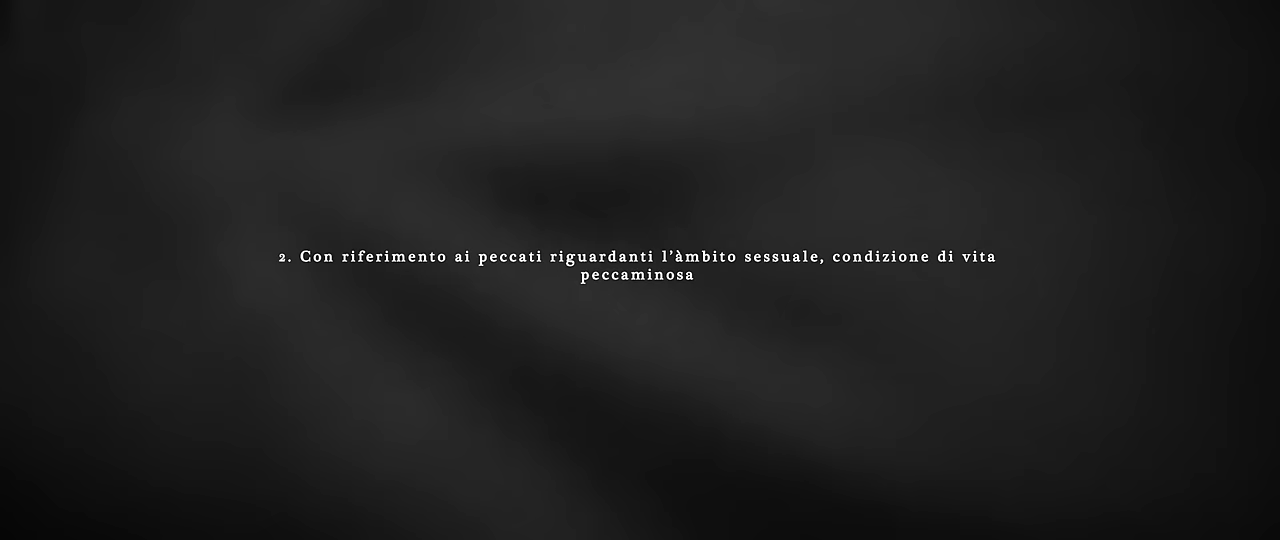 2. Con riferimento ai peccati riguardanti l’àmbito sessuale, condizione di vita
peccaminosa